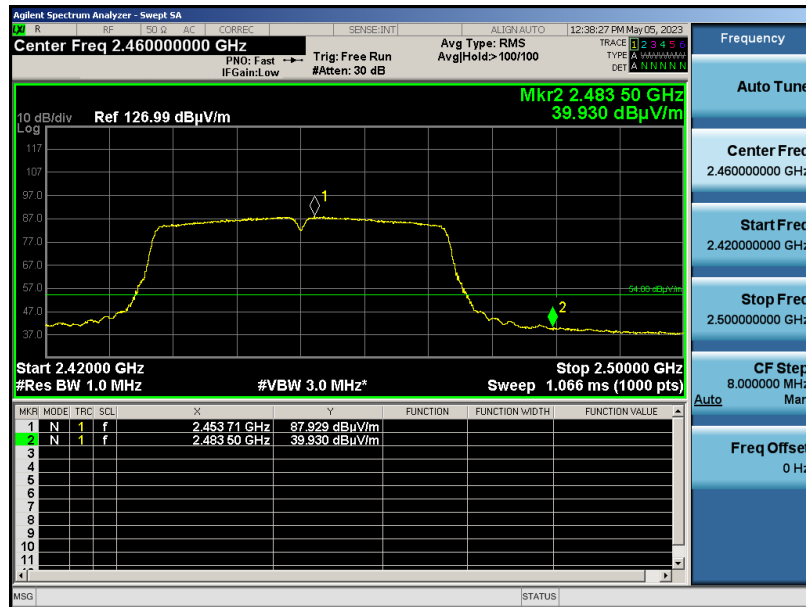 Agilent Spectrum Analyzer - Swept SA
LXI R RF 50 Ω AC CORREC SENSE:INT ALIGN AUTO 12:38:27 PM May 05, 2023
Center Freq 2.460000000 GHz
PNO: Fast
IFGain:Low
Trig: Free Run
#Atten: 30 dB
Avg Type: RMS
Avg|Hold:>100/100
TRACE 1 2 3 4 5 6
TYPE A WWWWW
DET A N N N N N
Mkr2 2.483 50 GHz
39.930 dBµV/m
10 dB/div
Log
Ref 126.99 dBµV/m
117
107
97.0
87.0
77.0
67.0
57.0
47.0
37.0
1
2
54.00 dBµV/m
Start 2.42000 GHz
Stop 2.50000 GHz
#Res BW 1.0 MHz
#VBW 3.0 MHz*
Sweep 1.066 ms (1000 pts)
MKR MODE TRC SCL X Y FUNCTION FUNCTION WIDTH FUNCTION VALUE
1 N 1 f 2.453 71 GHz 87.929 dBµV/m
2 N 1 f 2.483 50 GHz 39.930 dBµV/m
3
4
5
6
7
8
9
10
11
MSG
STATUS
Frequency
Auto Tune
Center Freq
2.460000000 GHz
Start Freq
2.420000000 GHz
Stop Freq
2.500000000 GHz
CF Step
8.000000 MHz
Auto Man
Freq Offset
0 Hz